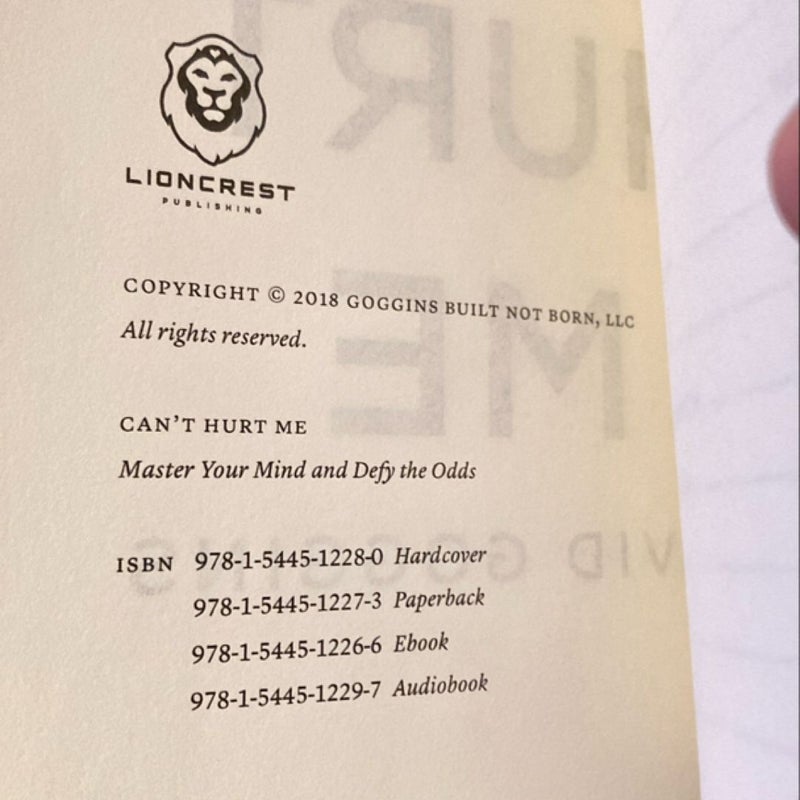 LIONCREST
PUBLISHING
COPYRIGHT © 2018 GOGGINS BUILT NOT BORN, LLC
All rights reserved.
CAN'T HURT ME
Master Your Mind and Defy the Odds
ISBN 978-1-5445-1228-0 Hardcover
978-1-5445-1227-3 Paperback
978-1-5445-1226-6 Ebook
978-1-5445-1229-7 Audiobook